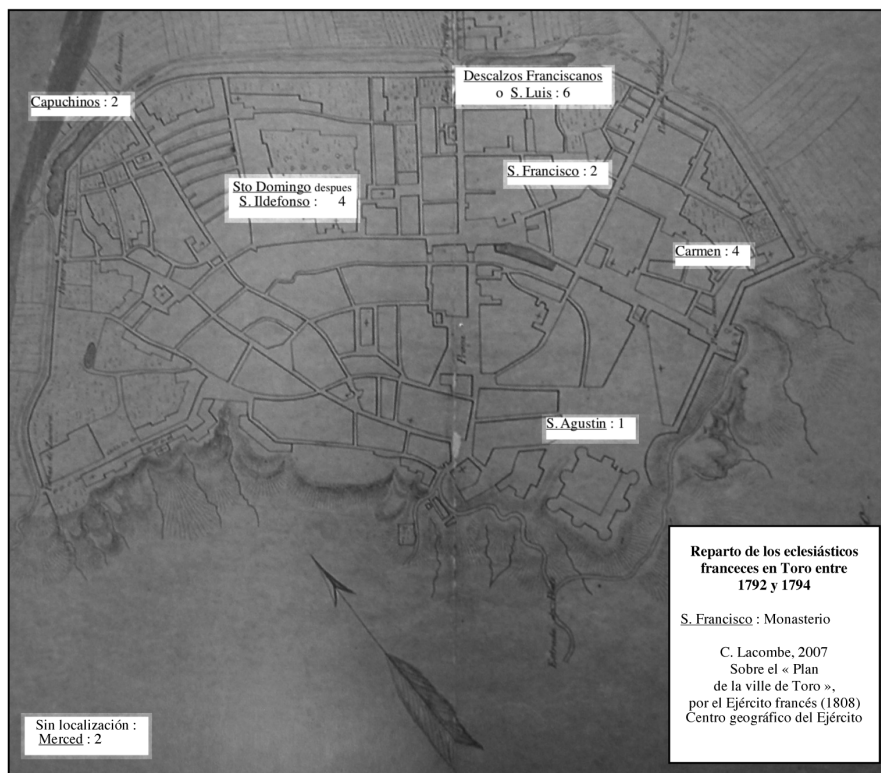 Capuchinos : 2
Descalzos Franciscanos
o S. Luis : 6
S. Francisco : 2
Sto Domingo despues
S. Ildefonso : 4
Carmen : 4
S. Agustin : 1
Reparto de los eclesiásticos
franceces en Toro entre
1792 y 1794
S. Francisco : Monasterio
C. Lacombe, 2007
Sobre el « Plan
de la ville de Toro »,
por el Ejército francés (1808)
Centro geográfico del Ejército
Sin localización :
Merced : 2